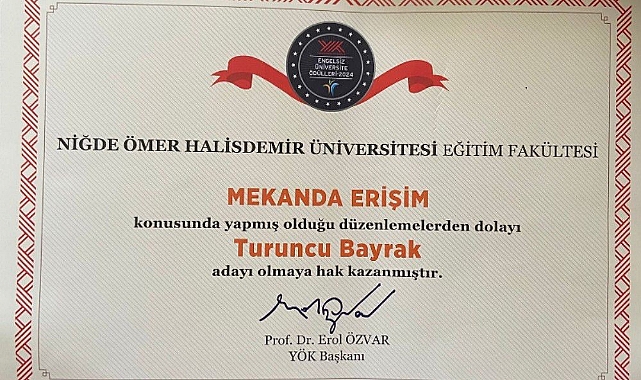 YÖK
ENGELSİZ
ÜNİVERSİTE
ÖDÜLLERİ-2024
NİĞDE ÖMER HALİSDEMİR ÜNİVERSİTESİ EĞİTİM FAKÜLTESİ
MEKANDA ERİŞİM
konusunda yapmış olduğu düzenlemelerden dolayı
Turuncu Bayrak
adayı olmaya hak kazanmıştır.
Prof. Dr. Erol ÖZVAR
YÖK Başkanı